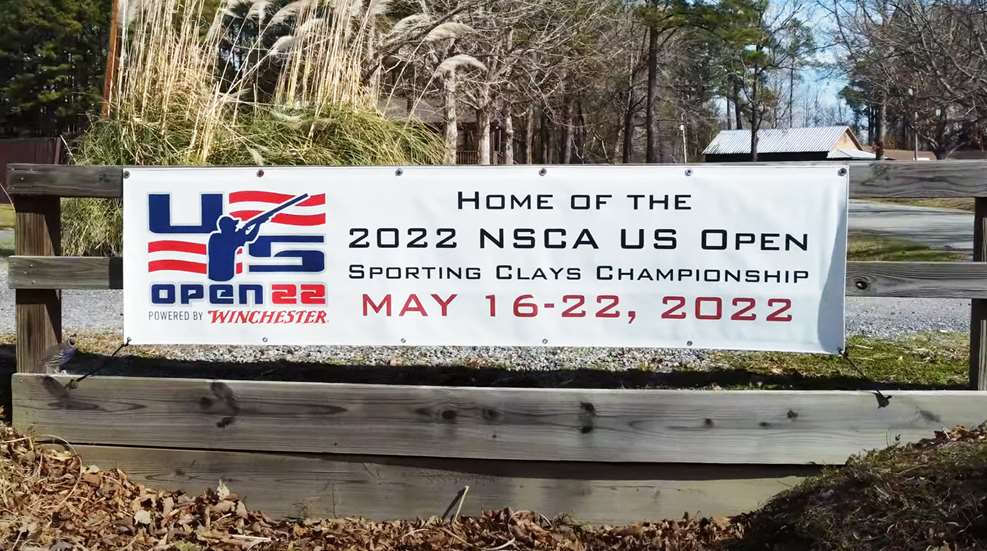 US
OPEN 22
POWERED BY WINCHESTER
HOME OF THE
2022 NSCA US OPEN
SPORTING CLAYS CHAMPIONSHIP
MAY 16-22, 2022